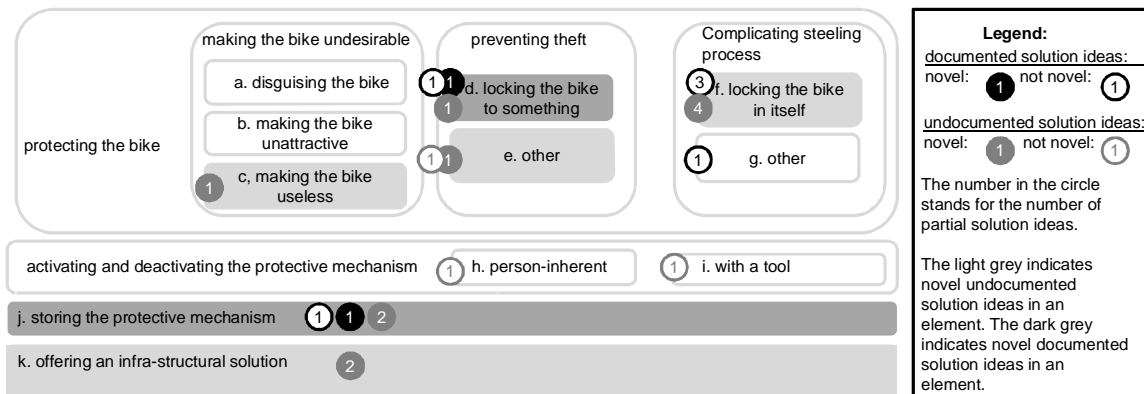 making the bike undesirable
preventing theft
Complicating steeling
process
a. disguising the bike
1 1
d. locking the bike
to something
1
3
f. locking the bike
in itself
4
b. making the bike
unattractive
protecting the bike
1 1
e. other
1
g. other
1
c, making the bike
useless
activating and deactivating the protective mechanism
1
h. person-inherent
1
i. with a tool
j. storing the protective mechanism
1 1 2
k. offering an infra-structural solution
2
Legend:
documented solution ideas:
novel: 1 not novel: 1
undocumented solution ideas:
novel: 1 not novel: 1
The number in the circle
stands for the number of
partial solution ideas.
The light grey indicates
novel undocumented
solution ideas in an
element. The dark grey
indicates novel documented
solution ideas in an
element.